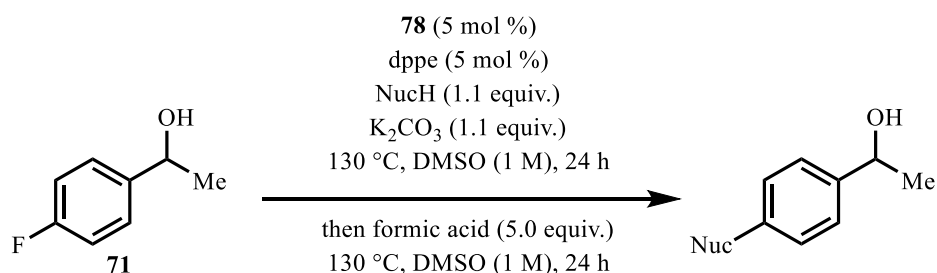 78 (5 mol %)
dppe (5 mol %)
NucH (1.1 equiv.)
K₂CO₃ (1.1 equiv.)
130 °C, DMSO (1 M), 24 h
then formic acid (5.0 equiv.)
130 °C, DMSO (1 M), 24 h
OH
Me
F
71
OH
Me
Nuc